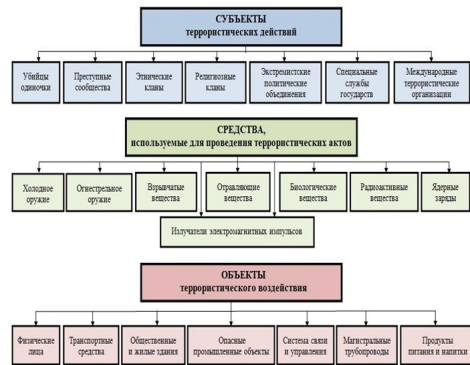 СУБЪЕКТЫ
террористических действий
Убийцы
одиночки
Преступные
сообщества
Этнические
кланы
Религиозные
кланы
Экстремистские
политические
объединения
Специальные
службы
государств
Международные
террористические
организации
СРЕДСТВА,
используемые для проведения террористических актов
Холодное
оружие
Огнестрельное
оружие
Взрывчатые
вещества
Отравляющие
вещества
Биологические
вещества
Радиоактивные
вещества
Ядерные
заряды
Излучатели электромагнитных импульсов
ОБЪЕКТЫ
террористического воздействия
Физические
лица
Транспортные
средства
Общественные
и жилые здания
Опасные
промышленные объекты
Система связи
и управления
Магистральные
трубопроводы
Продукты
питания и напитки